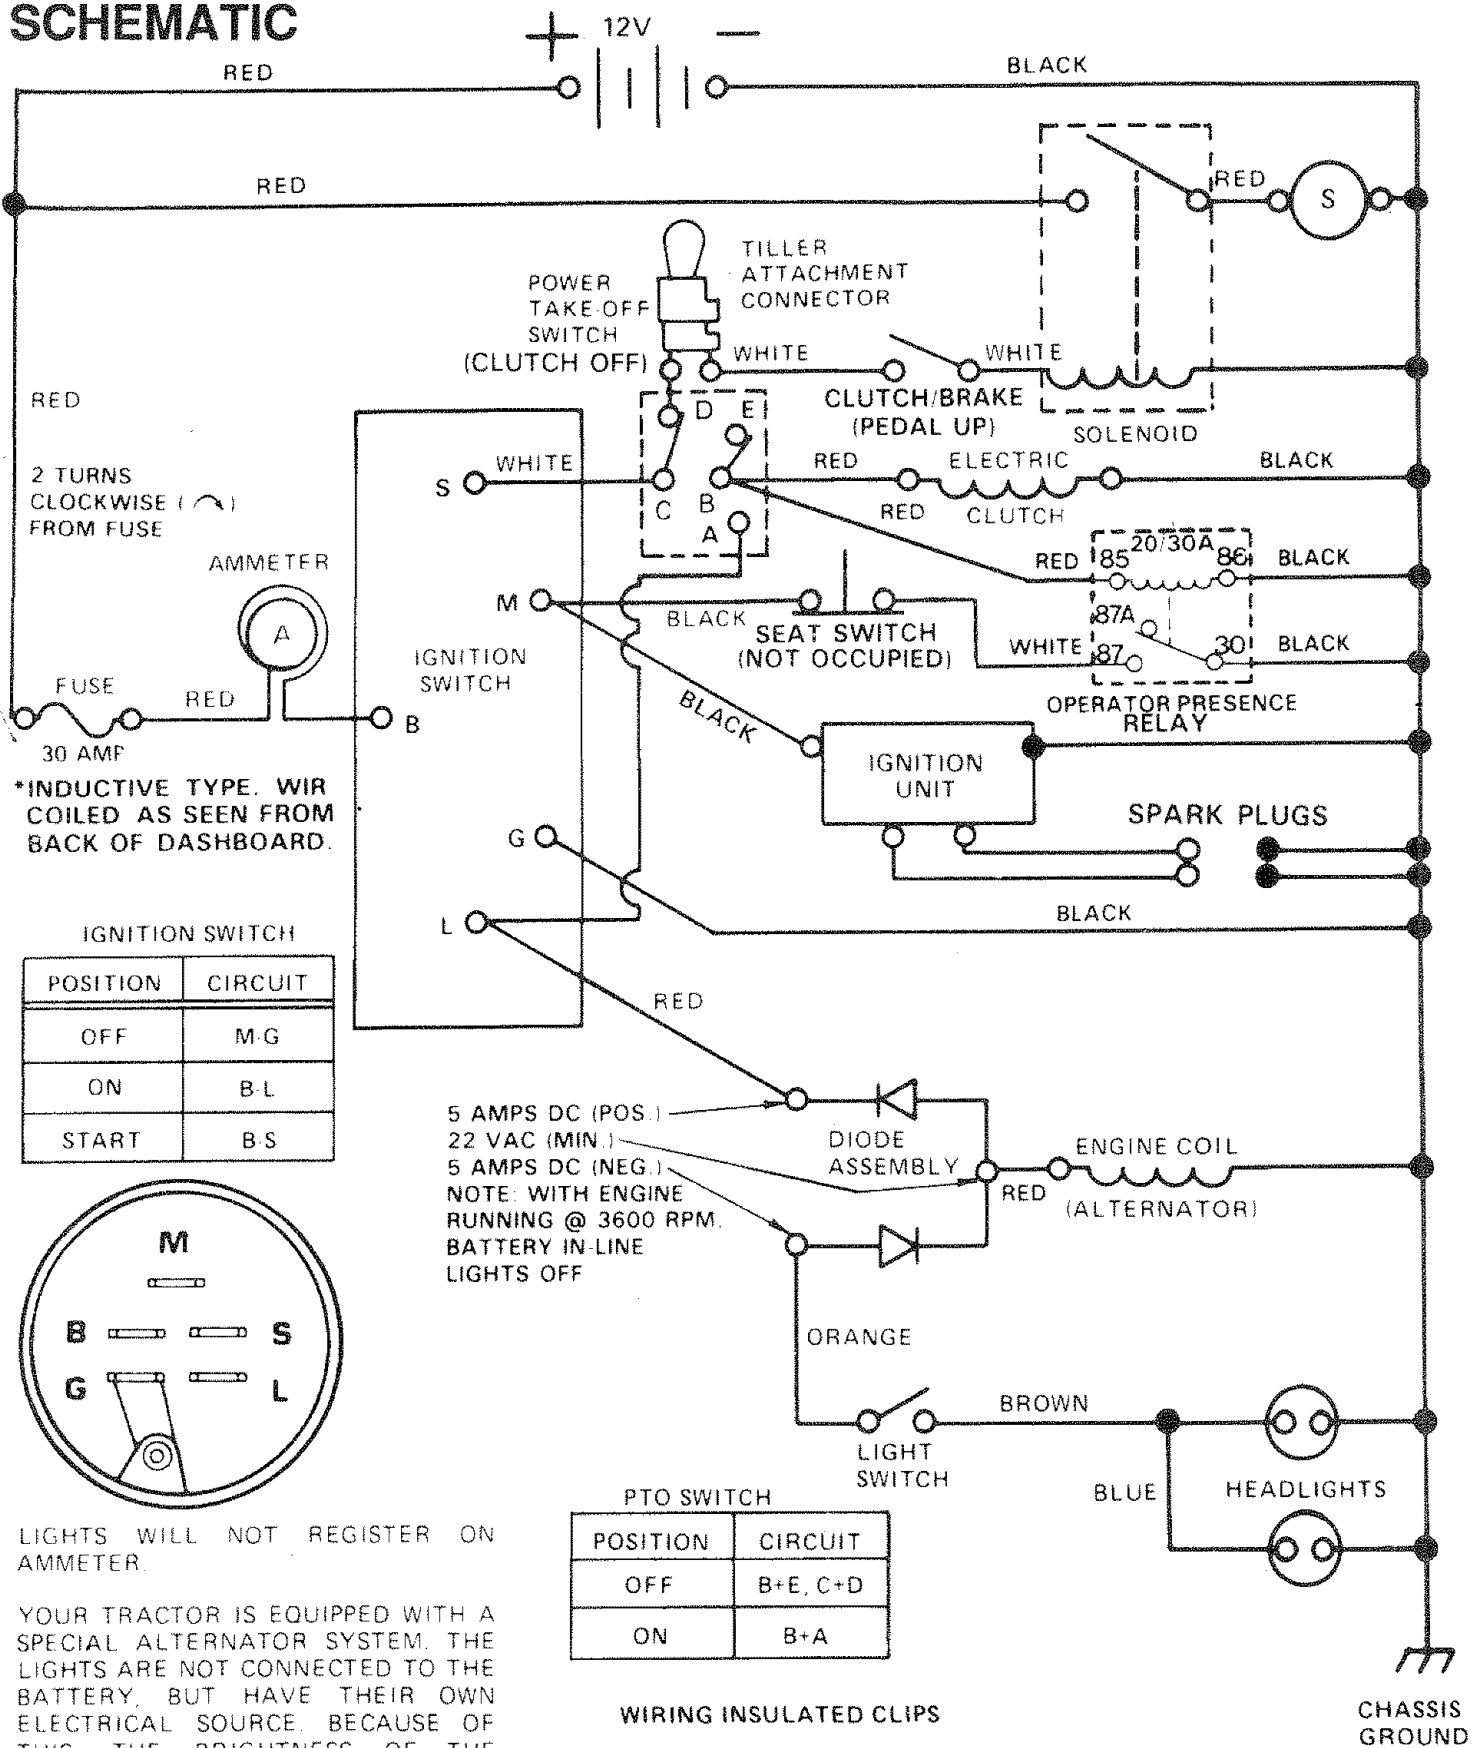 SCHEMATIC
+ 12V —
RED
BLACK
RED
RED
S
POWER
TAKE-OFF
SWITCH
(CLUTCH OFF)
TILLER
ATTACHMENT
CONNECTOR
WHITE
WHITE
CLUTCH/BRAKE
(PEDAL UP)
SOLENOID
RED
2 TURNS
CLOCKWISE ( )
FROM FUSE
AMMETER
A
S
WHITE
D
E
C
B
A
RED
ELECTRIC
CLUTCH
BLACK
RED
RED
85
20/30A
86
BLACK
M
BLACK
SEAT SWITCH
(NOT OCCUPIED)
WHITE
87A
87
30
BLACK
OPERATOR PRESENCE
RELAY
IGNITION
SWITCH
BLACK
FUSE
RED
30 AMP
B
*INDUCTIVE TYPE. WIR
COILED AS SEEN FROM
BACK OF DASHBOARD.
IGNITION
UNIT
SPARK PLUGS
G
BLACK
L
RED
IGNITION SWITCH
POSITION CIRCUIT
OFF M-G
ON B-L
START B-S
5 AMPS DC (POS.)
22 VAC (MIN.)
5 AMPS DC (NEG.)
NOTE: WITH ENGINE
RUNNING @ 3600 RPM,
BATTERY IN-LINE
LIGHTS OFF
DIODE
ASSEMBLY
RED
ENGINE COIL
(ALTERNATOR)
M
B
S
G
L
ORANGE
LIGHT
SWITCH
BROWN
BLUE
HEADLIGHTS
PTO SWITCH
POSITION CIRCUIT
OFF B+E, C+D
ON B+A
LIGHTS WILL NOT REGISTER ON
AMMETER.
YOUR TRACTOR IS EQUIPPED WITH A
SPECIAL ALTERNATOR SYSTEM. THE
LIGHTS ARE NOT CONNECTED TO THE
BATTERY, BUT HAVE THEIR OWN
ELECTRICAL SOURCE. BECAUSE OF
THIS, THE BRIGHTNESS OF THE
WIRING INSULATED CLIPS
CHASSIS
GROUND